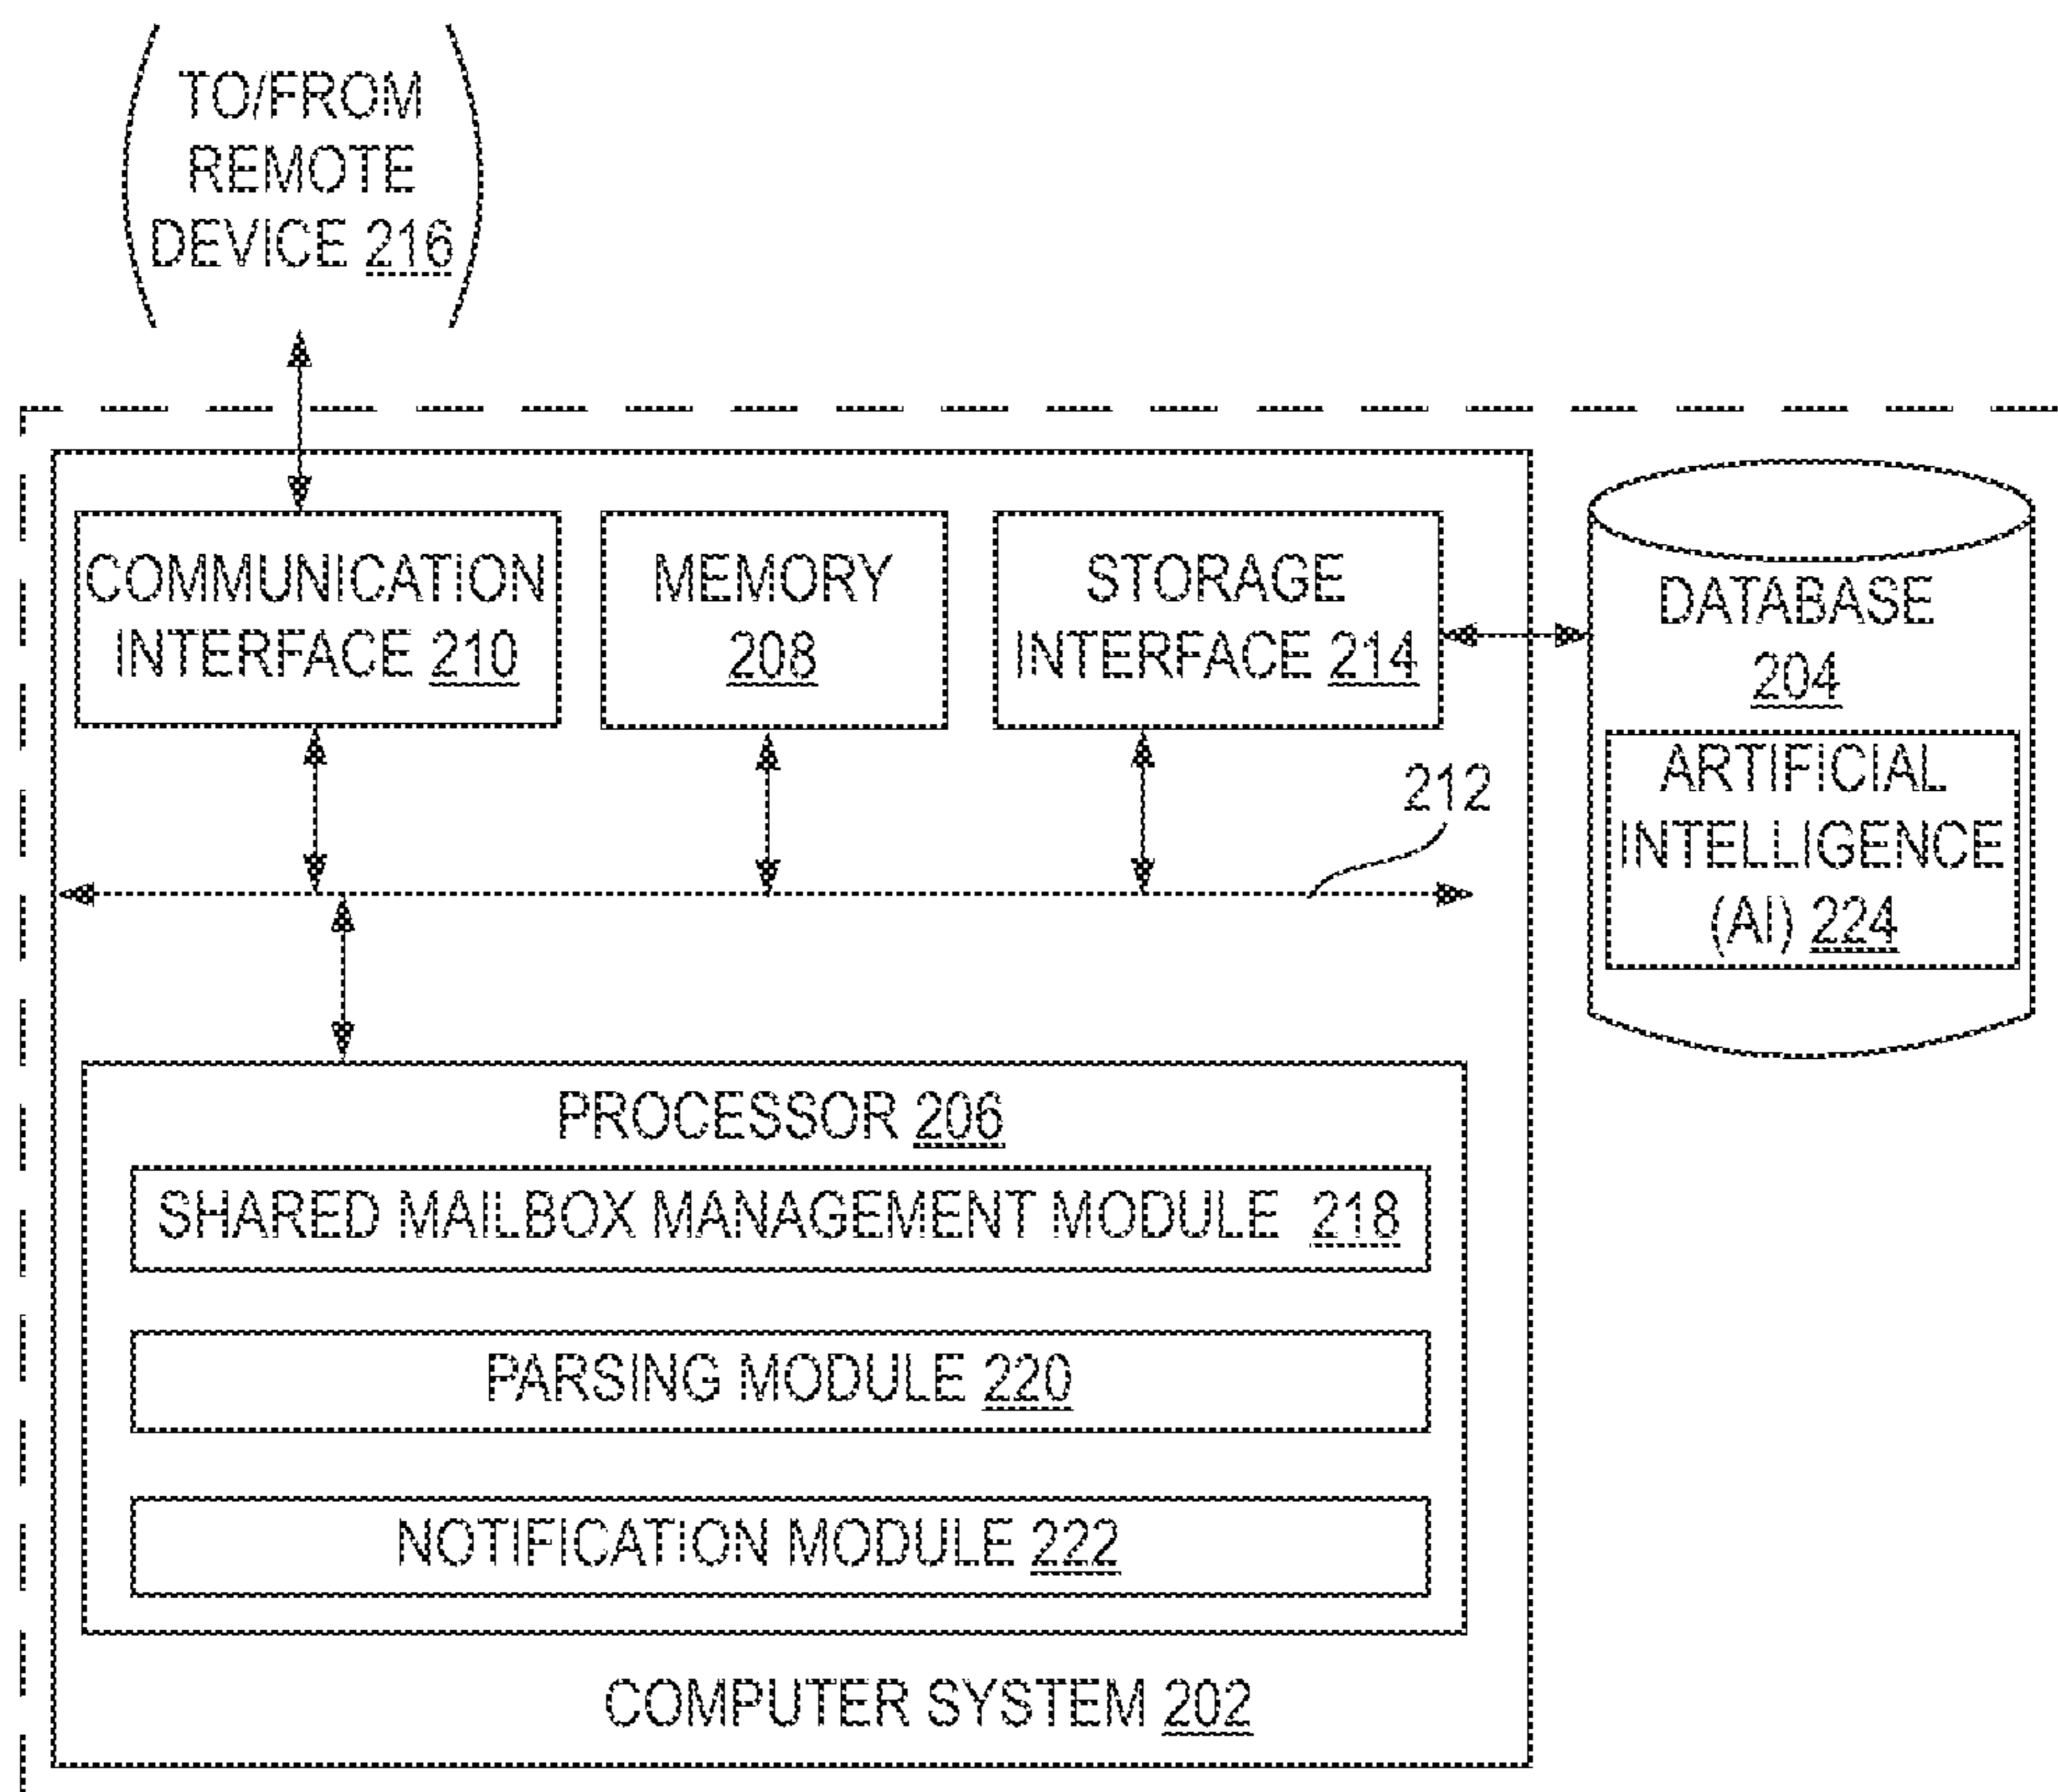 TO/FROM
REMOTE
DEVICE 216
COMMUNICATION
INTERFACE 210
MEMORY
208
STORAGE
INTERFACE 214
DATABASE
204
ARTIFICIAL
INTELLIGENCE
(AI) 224
212
PROCESSOR 206
SHARED MAILBOX MANAGEMENT MODULE 218
PARSING MODULE 220
NOTIFICATION MODULE 222
COMPUTER SYSTEM 202